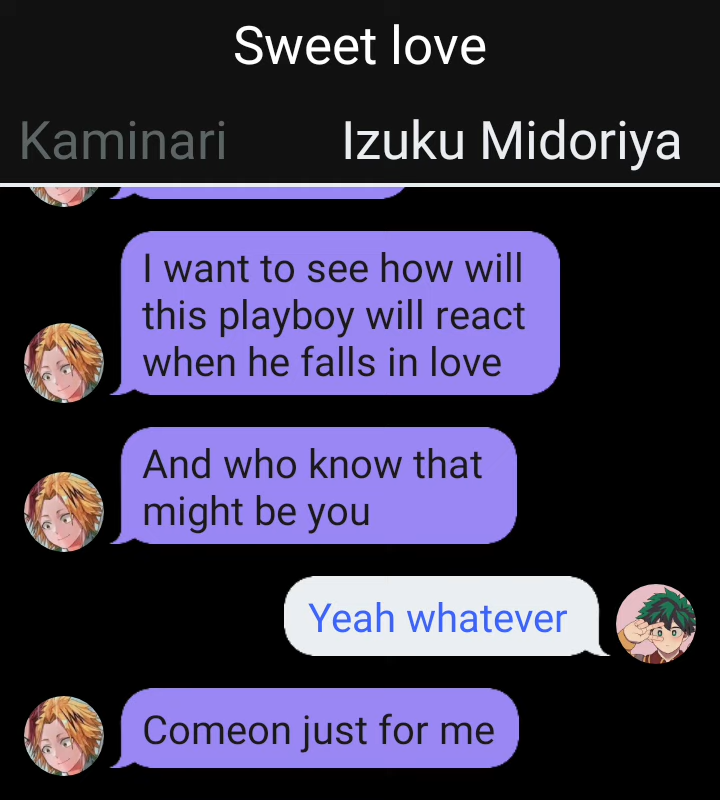 Sweet love
Kaminari
Izuku Midoriya
I want to see how will
this playboy will react
when he falls in love
And who know that
might be you
Yeah whatever
Comeon just for me